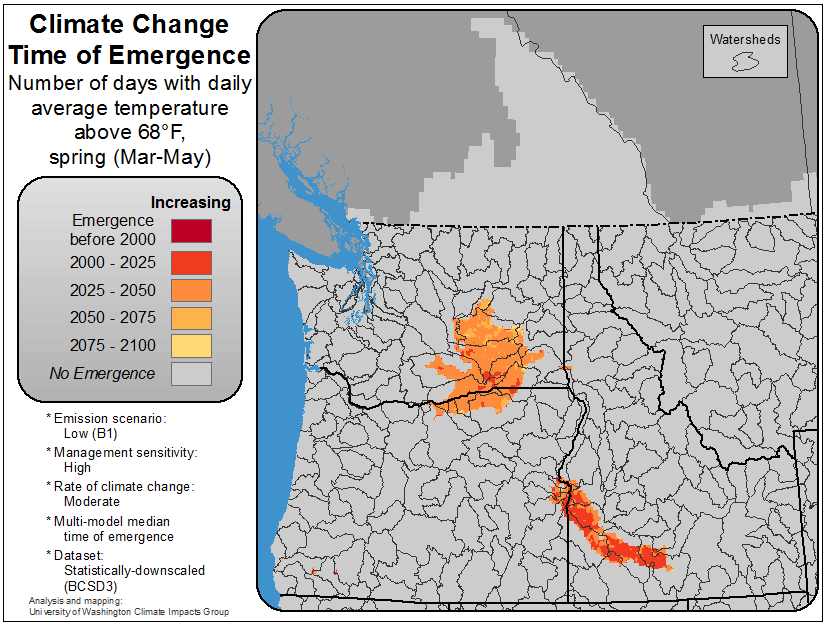 Climate Change
Time of Emergence
Number of days with daily
average temperature
above 68°F,
spring (Mar-May)
Increasing
Emergence
before 2000
2000 - 2025
2025 - 2050
2050 - 2075
2075 - 2100
No Emergence
* Emission scenario:
Low (B1)
* Management sensitivity:
High
* Rate of climate change:
Moderate
* Multi-model median
time of emergence
* Dataset:
Statistically-downscaled
(BCSD3)
Analysis and mapping:
University of Washington Climate Impacts Group
Watersheds